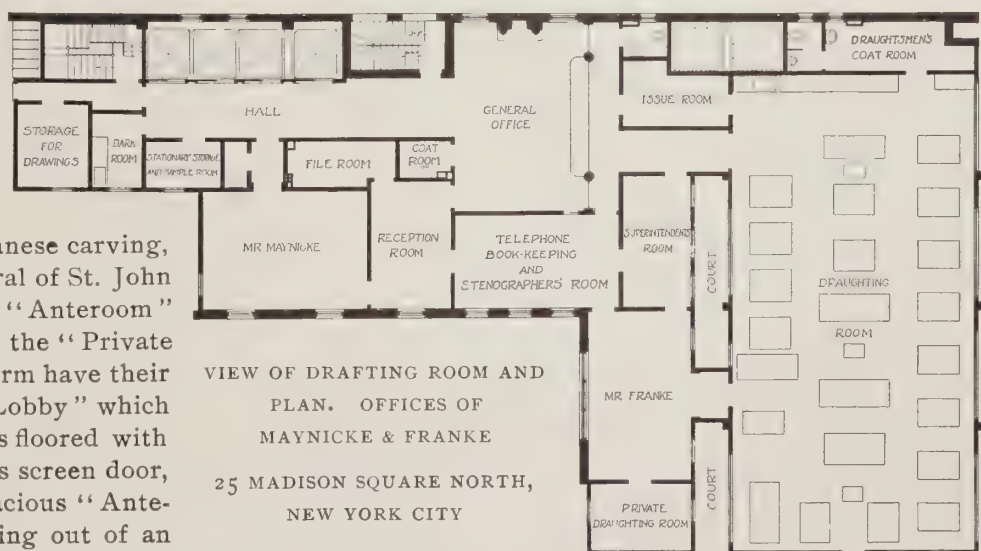 DRAUGHTSMEN'S
COAT ROOM
ISSUE ROOM
HALL
GENERAL
OFFICE
STORAGE
FOR
DRAWINGS
DARK
ROOM
STATIONARY STORAGE
AND SAMPLE ROOM
FILE ROOM
COAT
ROOM
MR MAYNICKE
RECEPTION
ROOM
TELEPHONE
BOOK-KEEPING
AND
STENOGRAPHERS' ROOM
SUPERINTENDENTS
ROOM
COURT
DRAUGHTING
ROOM
MR. FRANKE
COURT
PRIVATE
DRAUGHTING ROOM
nese carving,
ral of St. John
"Anteroom"
the "Private
rm have their
Lobby" which
s floored with
s screen door,
acious "Ante-
ing out of an
VIEW OF DRAFTING ROOM AND
PLAN. OFFICES OF
MAYNICKE & FRANKE
25 MADISON SQUARE NORTH,
NEW YORK CITY